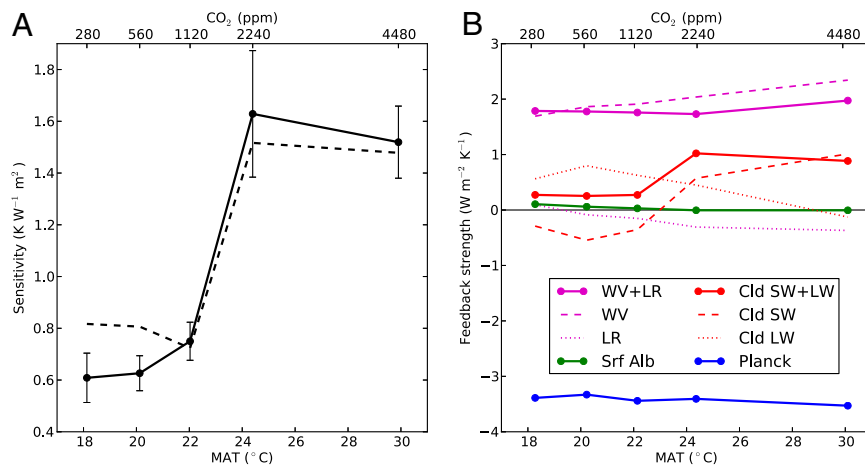 A
CO2 (ppm)
280 560 1120 2240 4480
1.8
1.6
1.4
1.2
1.0
0.8
0.6
0.4
Sensitivity (K W−1 m2)
18 20 22 24 26 28 30
MAT (°C)
B
CO2 (ppm)
280 560 1120 2240 4480
3
2
1
0
−1
−2
−3
−4
Feedback strength (W m−2 K−1)
WV+LR
WV
LR
Srf Alb
Cld SW+LW
Cld SW
Cld LW
Planck
18 20 22 24 26 28 30
MAT (°C)